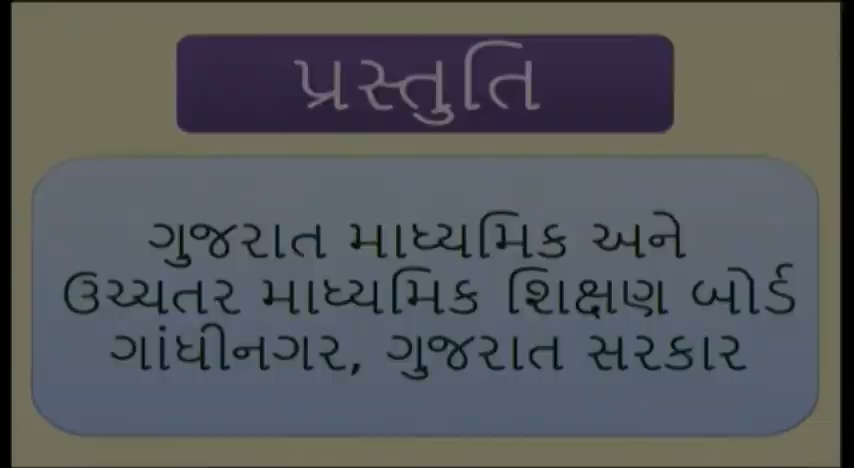 પ્રસ્તુતિ
ગુજરાત માધ્યમિક અને
ઉચ્ચતર માધ્યમિક શિક્ષણ બોર્ડ
ગાંધીનગર, ગુજરાત સરકાર